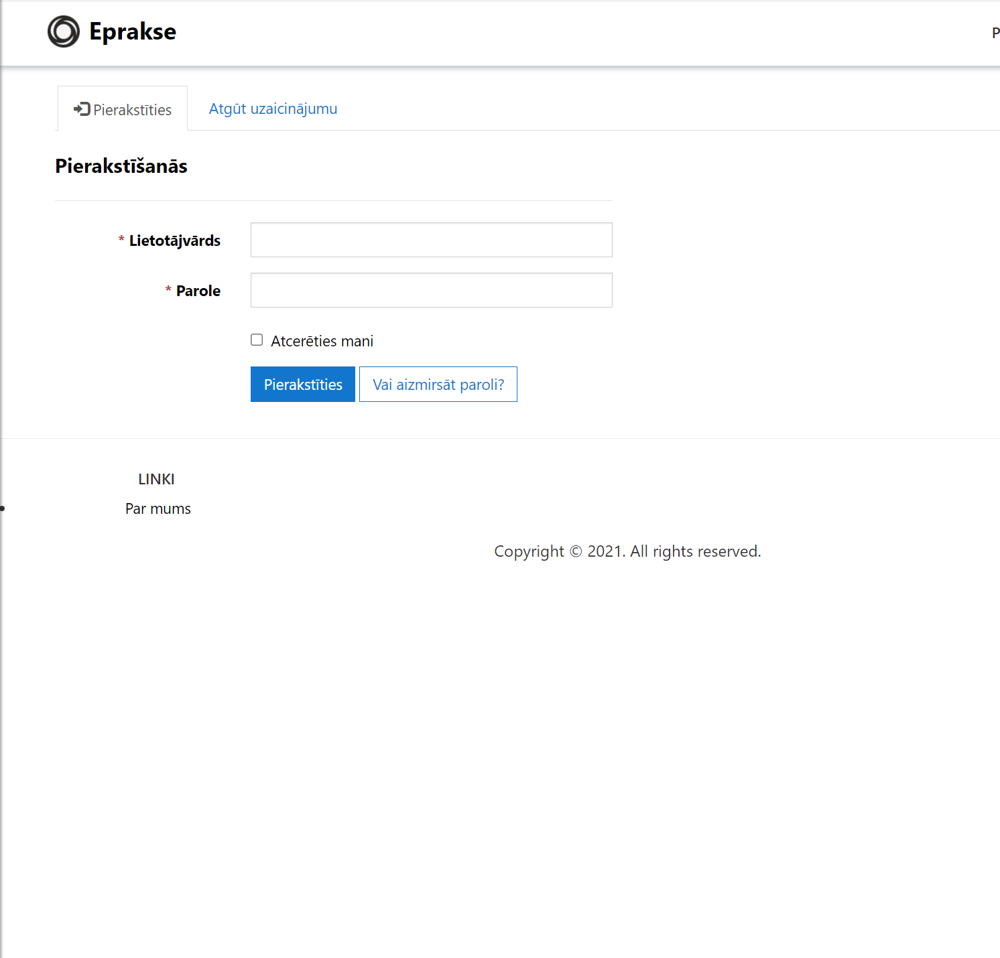 Eprakse
P
Pierakstīties
Atgūt uzaicinājumu
Pierakstīšanās
* Lietotājvārds
* Parole
Atcerēties mani
Pierakstīties
Vai aizmirsāt paroli?
LINKI
Par mums
Copyright © 2021. All rights reserved.